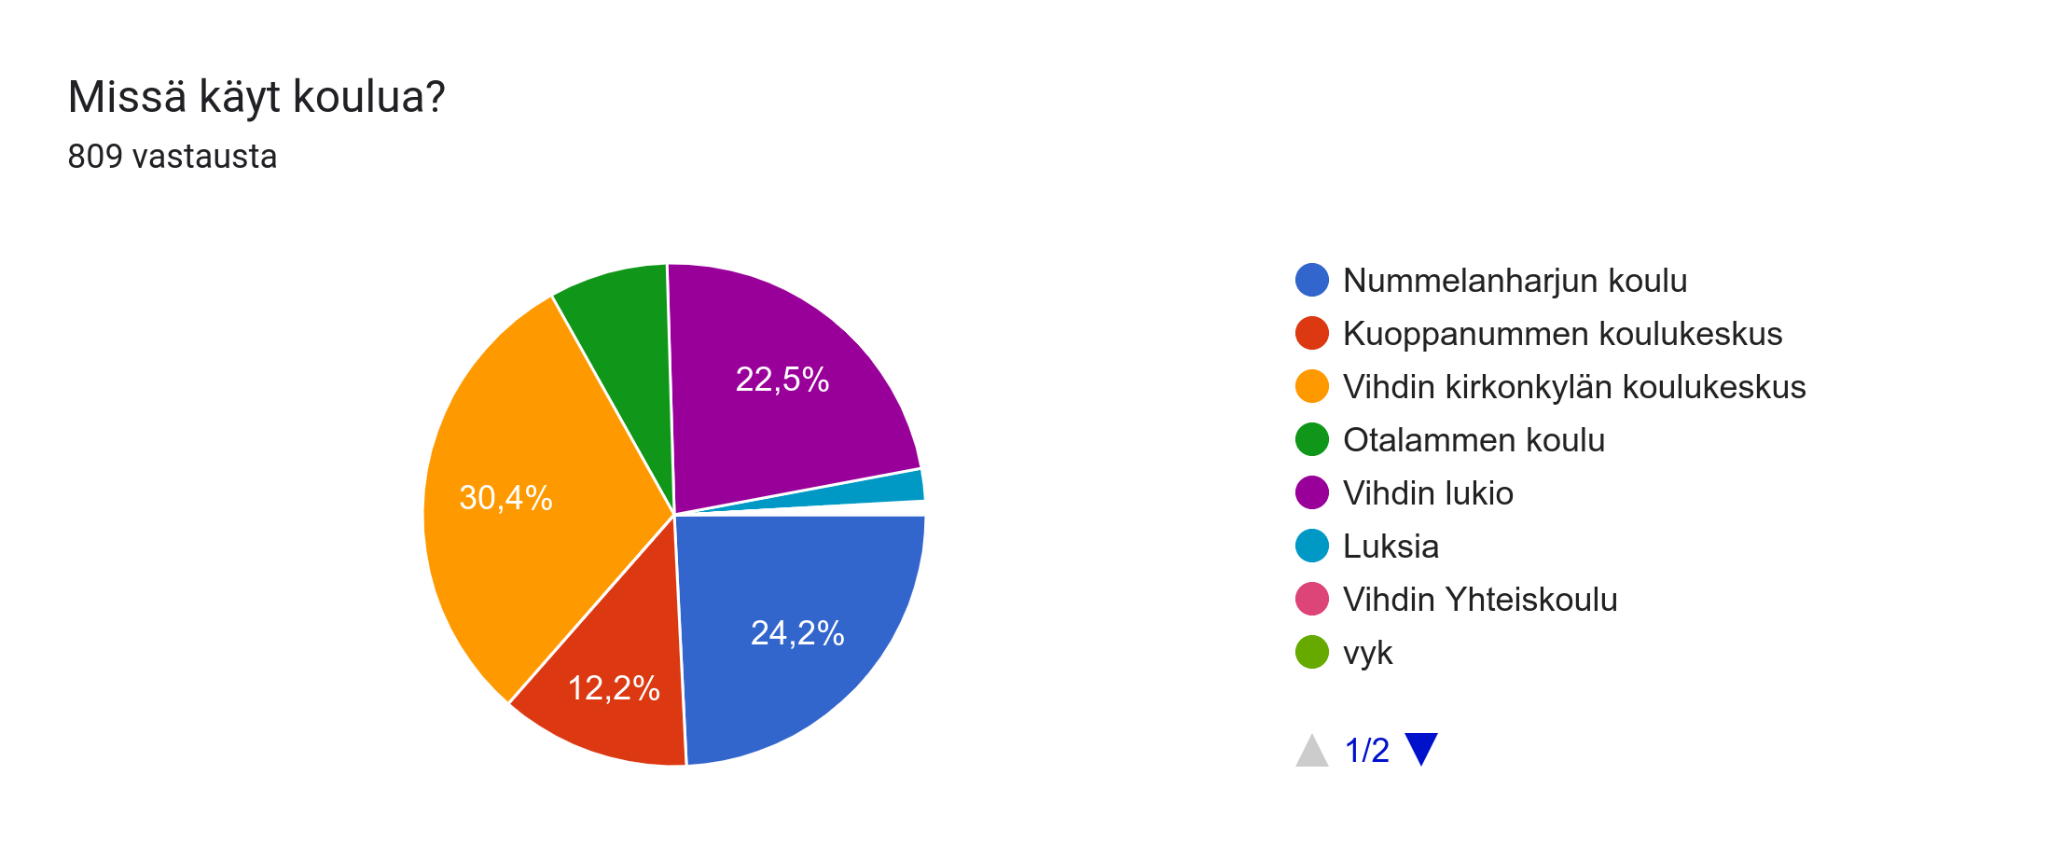 Missä käyt koulua?
809 vastausta
22,5%
30,4%
24,2%
12,2%
Nummelanharjun koulu
Kuoppanummen koulukeskus
Vihdin kirkonkylän koulukeskus
Otalammen koulu
Vihdin lukio
Luksia
Vihdin Yhteiskoulu
vyk
1/2